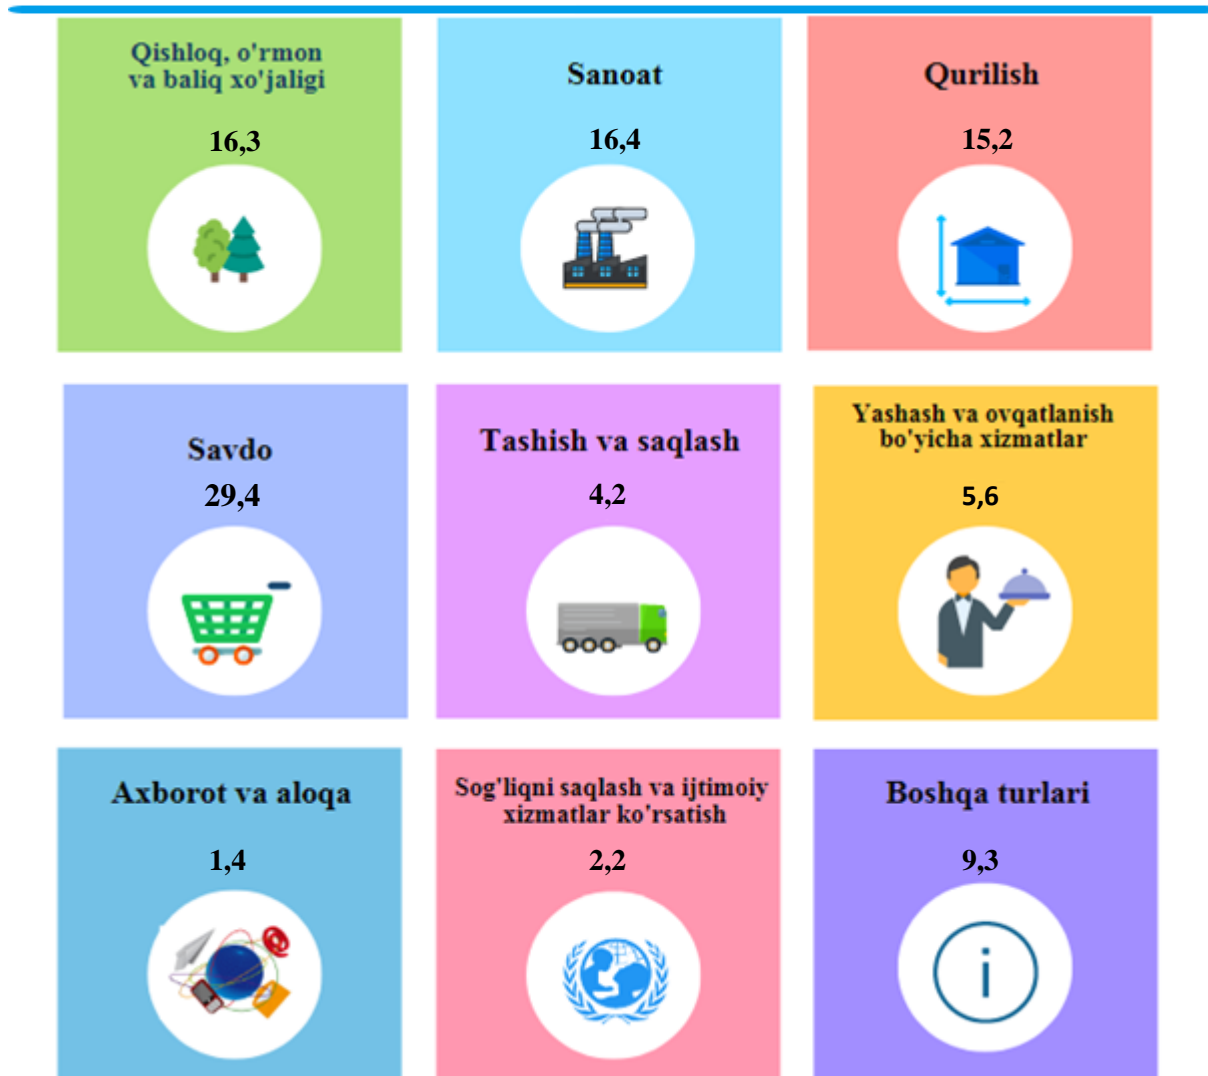 Qishloq, o'rmon
va baliq xo'jaligi
16,3
Sanoat
16,4
Qurilish
15,2
Savdo
29,4
Tashish va saqlash
4,2
Yashash va ovqatlanish
bo'yicha xizmatlar
5,6
Axborot va aloqa
1,4
Sog'liqni saqlash va ijtimoiy
xizmatlar ko'rsatish
2,2
Boshqa turlari
9,3